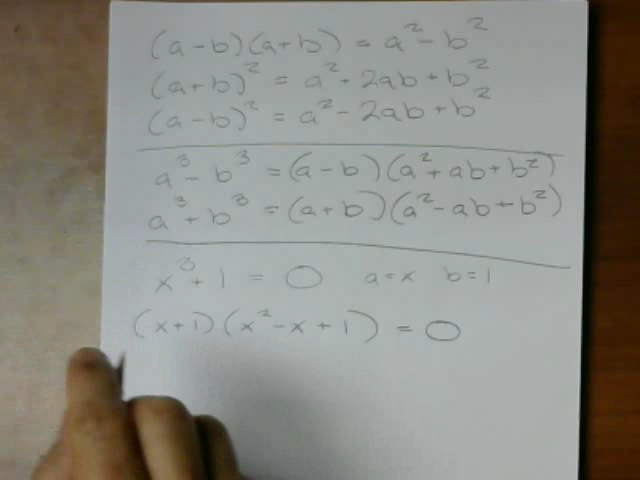 (a-b)(a+b) = a²-b²
(a+b)² = a²+2ab+b²
(a-b)² = a²-2ab+b²
a³-b³ = (a-b)(a²+ab+b²)
a³+b³ = (a+b)(a²-ab+b²)
x³+1 = 0 a=x b=1
(x+1)(x²-x+1) = 0